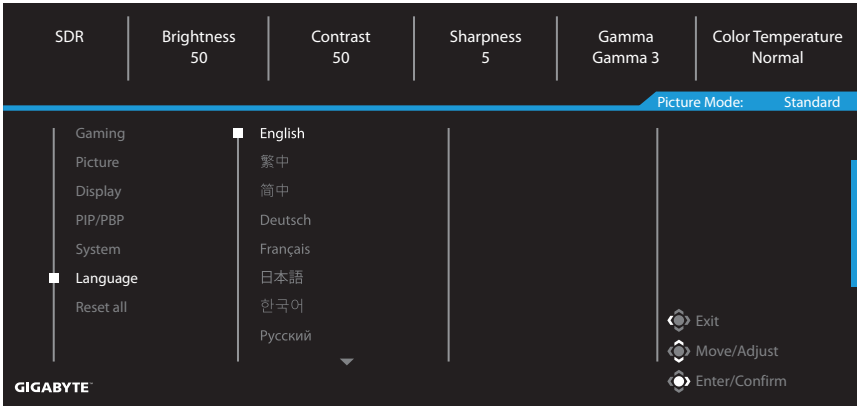 SDR
Brightness
50
Contrast
50
Sharpness
5
Gamma
Gamma 3
Color Temperature
Normal
Picture Mode: Standard
Gaming
Picture
Display
PIP/PBP
System
Language
Reset all
English
繁中
简中
Deutsch
Français
日本語
한국어
Русский
Exit
Move/Adjust
Enter/Confirm
GIGABYTE™